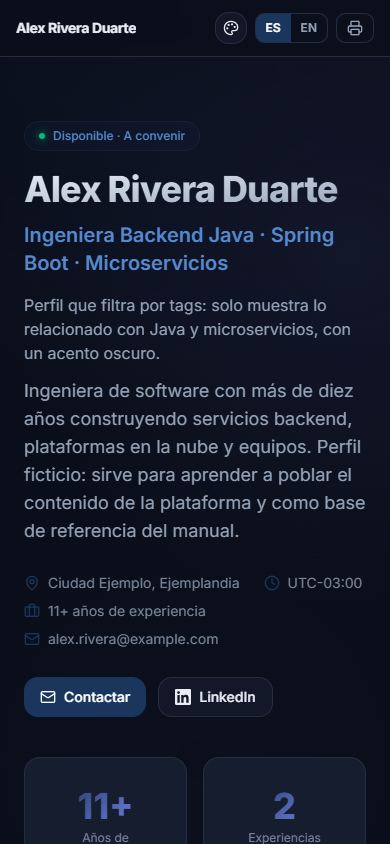 Alex Rivera Duarte
ES EN
Disponible · A convenir
Alex Rivera Duarte
Ingeniera Backend Java · Spring
Boot · Microservicios
Perfil que filtra por tags: solo muestra lo
relacionado con Java y microservicios, con
un acento oscuro.
Ingeniera de software con más de diez
años construyendo servicios backend,
plataformas en la nube y equipos. Perfil
ficticio: sirve para aprender a poblar el
contenido de la plataforma y como base
de referencia del manual.
Ciudad Ejemplo, Ejemplandia UTC-03:00
11+ años de experiencia
alex.rivera@example.com
Contactar LinkedIn
11+ 2
Años de Experiencias